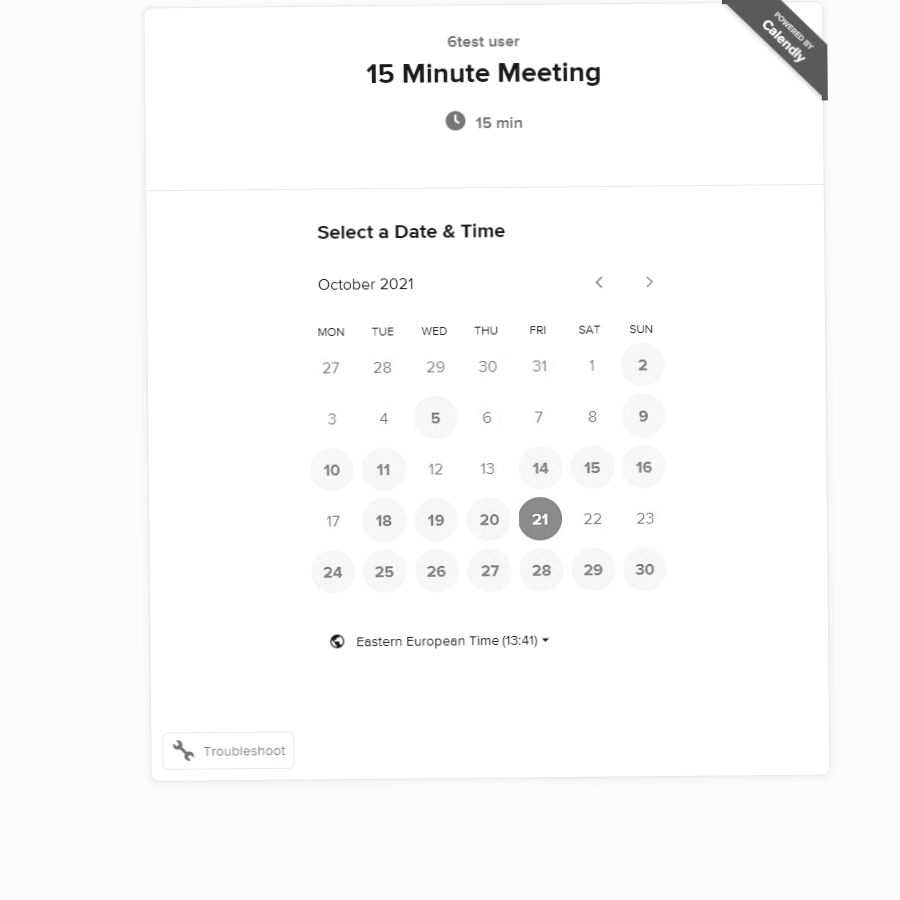 6test user
15 Minute Meeting
15 min
POWERED BY
Calendly
Select a Date & Time
October 2021
MON TUE WED THU FRI SAT SUN
27 28 29 30 31 1 2
3 4 5 6 7 8 9
10 11 12 13 14 15 16
17 18 19 20 21 22 23
24 25 26 27 28 29 30
Eastern European Time (13:41)
Troubleshoot